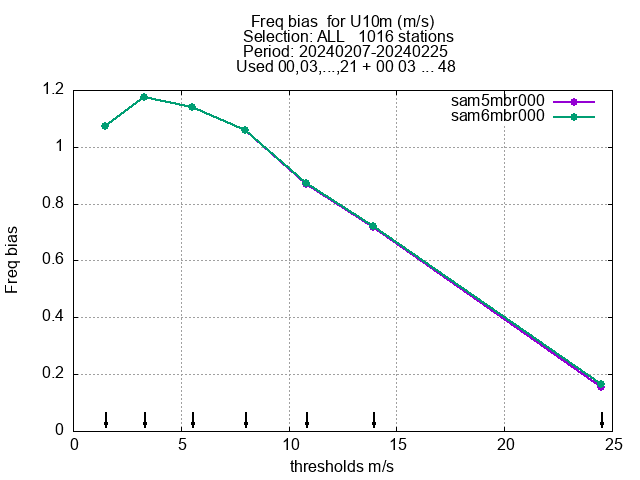 Freq bias  for U10m (m/s)
Selection: ALL   1016 stations
Period: 20240207-20240225
Used 00,03,...,21 + 00 03 ... 48
sam5mbr000
sam6mbr000
1.2
1
0.8
0.6
0.4
0.2
0
Freq bias
0 5 10 15 20 25
thresholds m/s